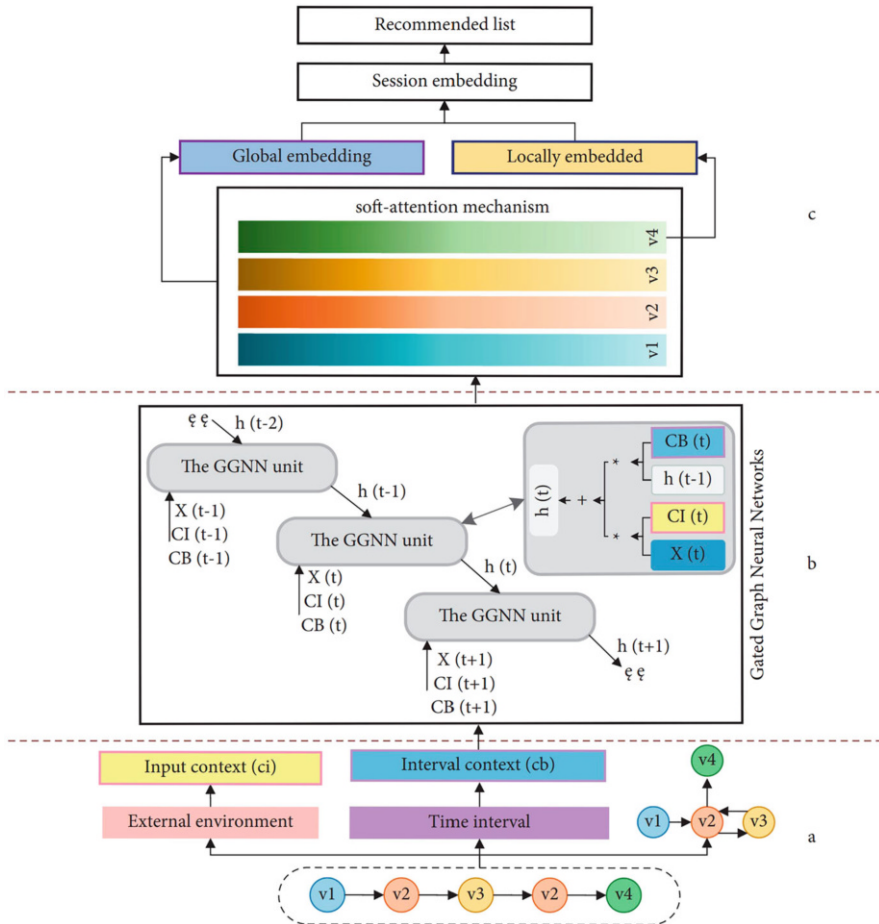 Recommended list
Session embedding
Global embedding
Locally embedded
soft-attention mechanism
v4
v3
v2
v1
c
ȩ ȩ
h (t-2)
The GGNN unit
h (t-1)
X (t-1)
CI (t-1)
CB (t-1)
The GGNN unit
h (t)
X (t)
CI (t)
CB (t)
The GGNN unit
h (t+1)
ȩ ȩ
X (t+1)
CI (t+1)
CB (t+1)
h (t)
+
*
*
CB (t)
h (t-1)
CI (t)
X (t)
Gated Graph Neural Networks
b
Input context (ci)
Interval context (cb)
External environment
Time interval
v4
v1
v2
v3
a
v1
v2
v3
v2
v4